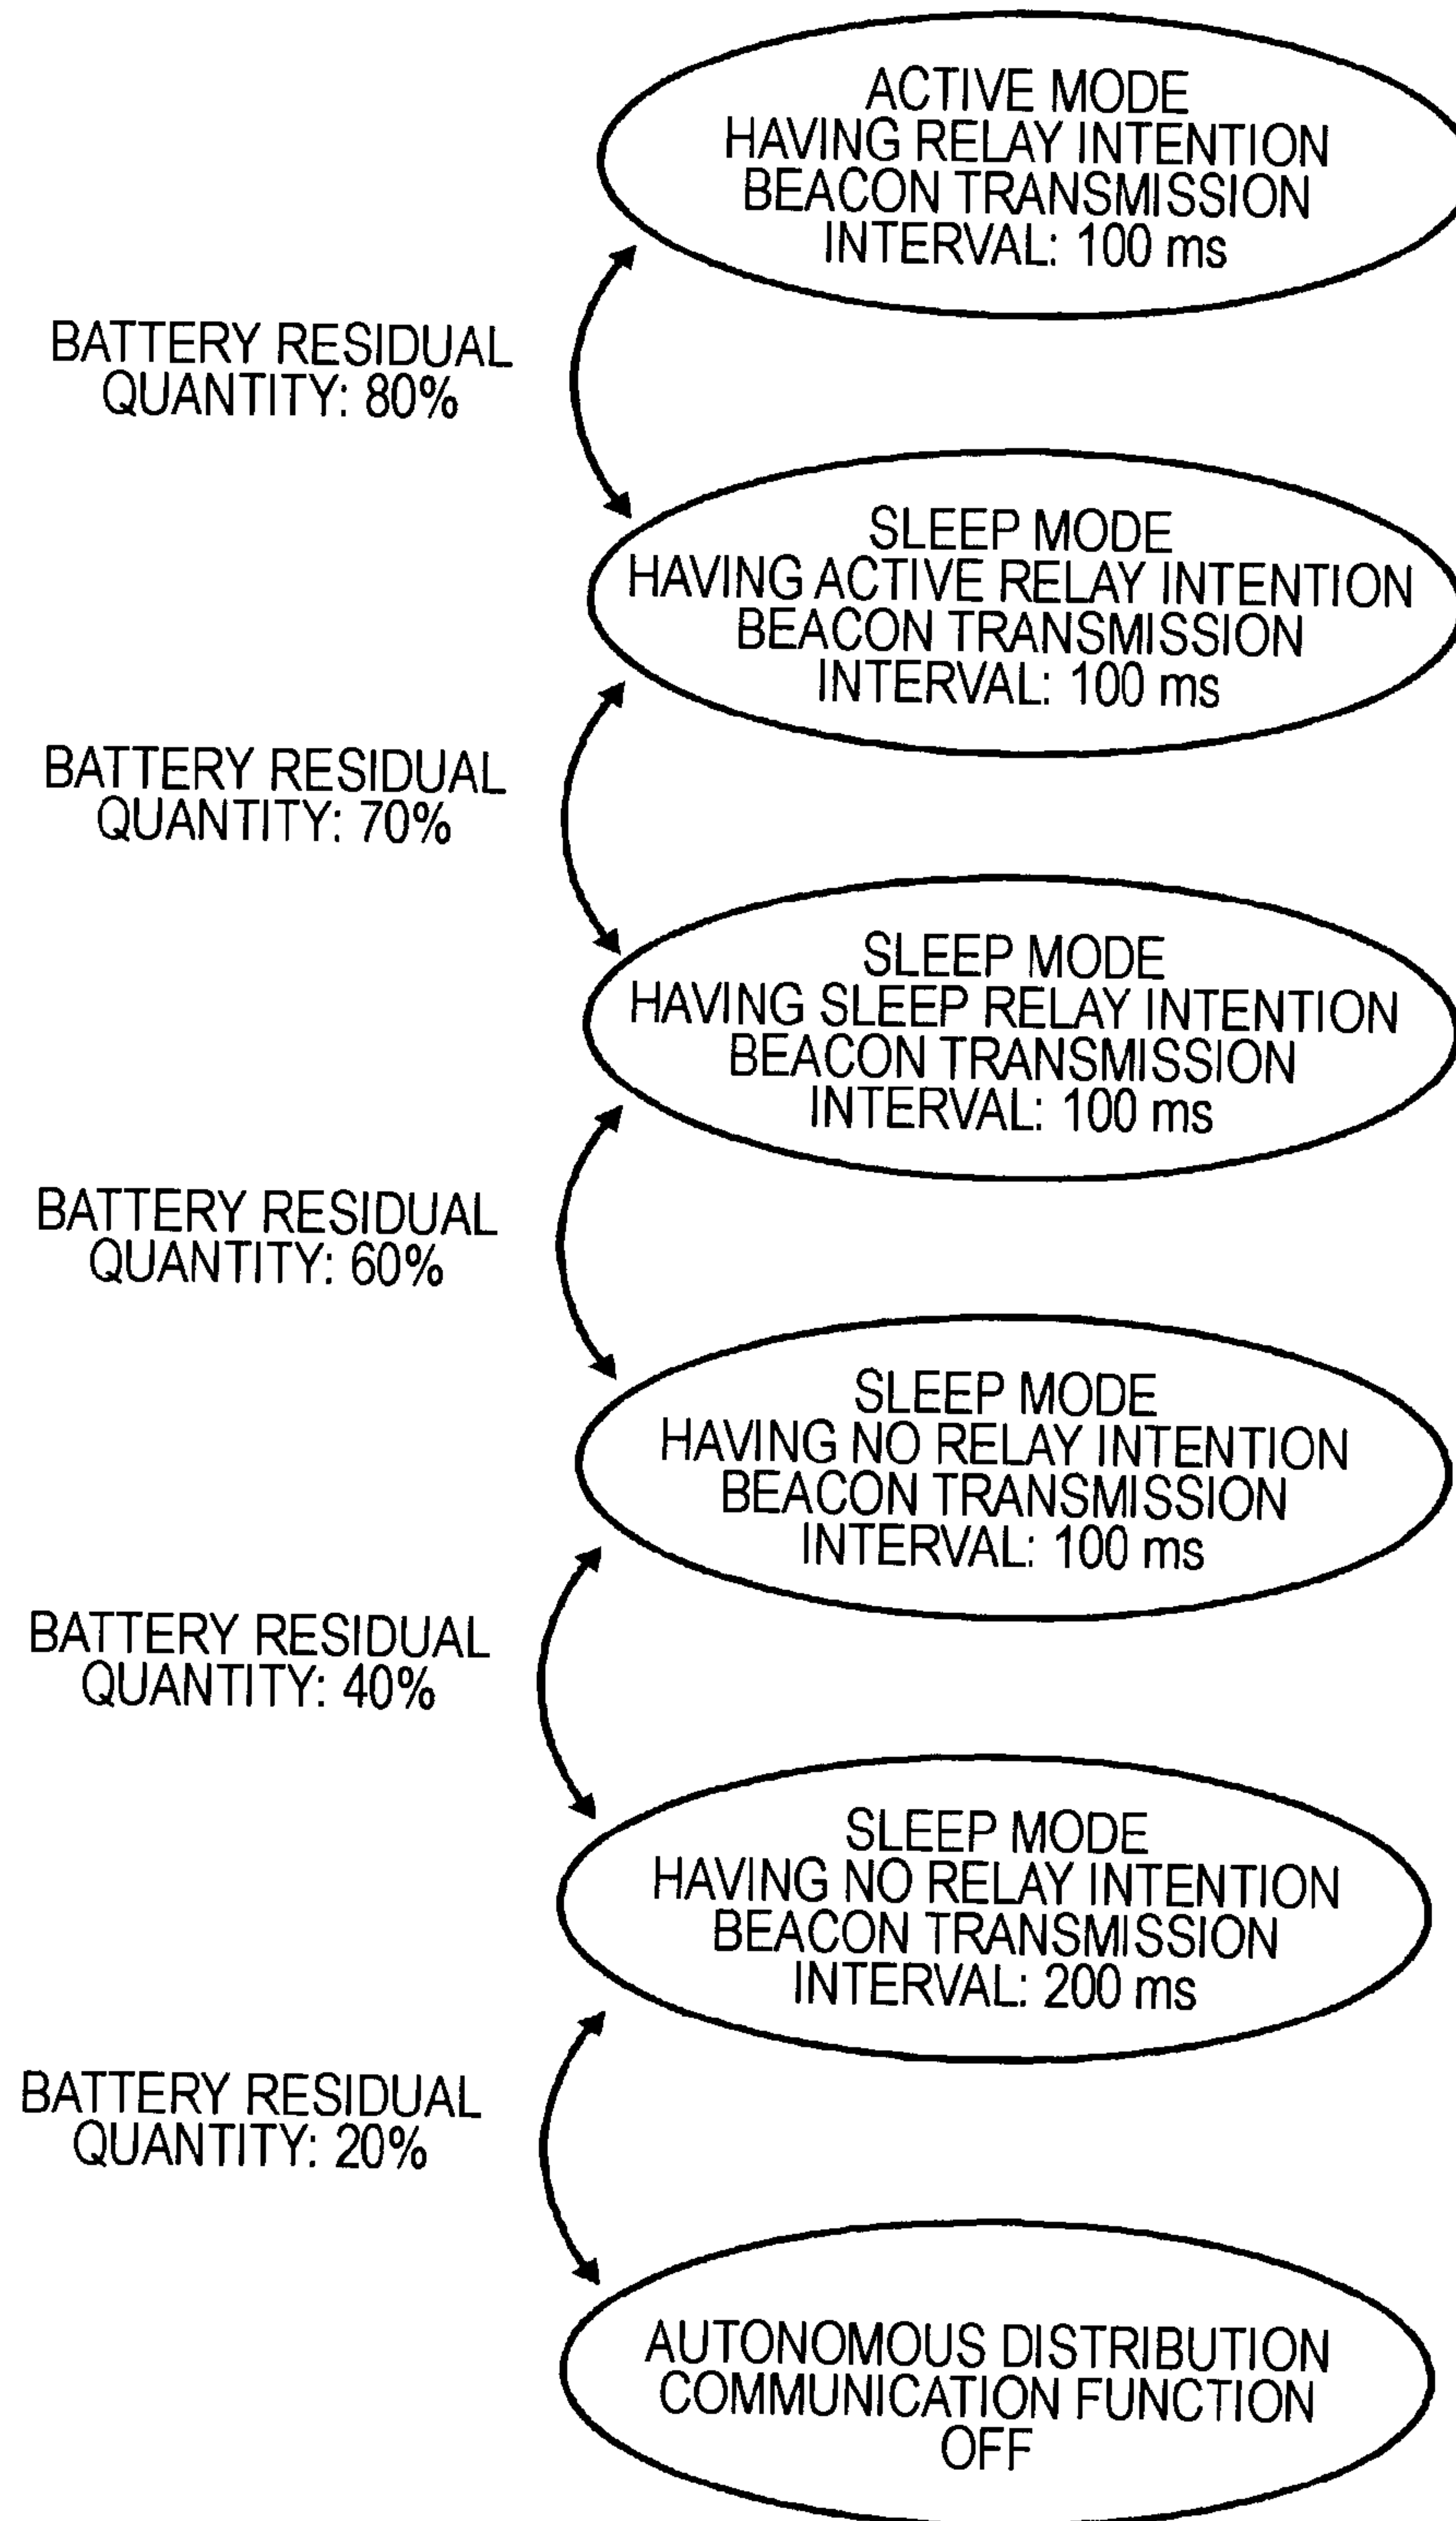 ACTIVE MODE
HAVING RELAY INTENTION
BEACON TRANSMISSION
INTERVAL: 100 ms
BATTERY RESIDUAL
QUANTITY: 80%
SLEEP MODE
HAVING ACTIVE RELAY INTENTION
BEACON TRANSMISSION
INTERVAL: 100 ms
BATTERY RESIDUAL
QUANTITY: 70%
SLEEP MODE
HAVING SLEEP RELAY INTENTION
BEACON TRANSMISSION
INTERVAL: 100 ms
BATTERY RESIDUAL
QUANTITY: 60%
SLEEP MODE
HAVING NO RELAY INTENTION
BEACON TRANSMISSION
INTERVAL: 100 ms
BATTERY RESIDUAL
QUANTITY: 40%
SLEEP MODE
HAVING NO RELAY INTENTION
BEACON TRANSMISSION
INTERVAL: 200 ms
BATTERY RESIDUAL
QUANTITY: 20%
AUTONOMOUS DISTRIBUTION
COMMUNICATION FUNCTION
OFF